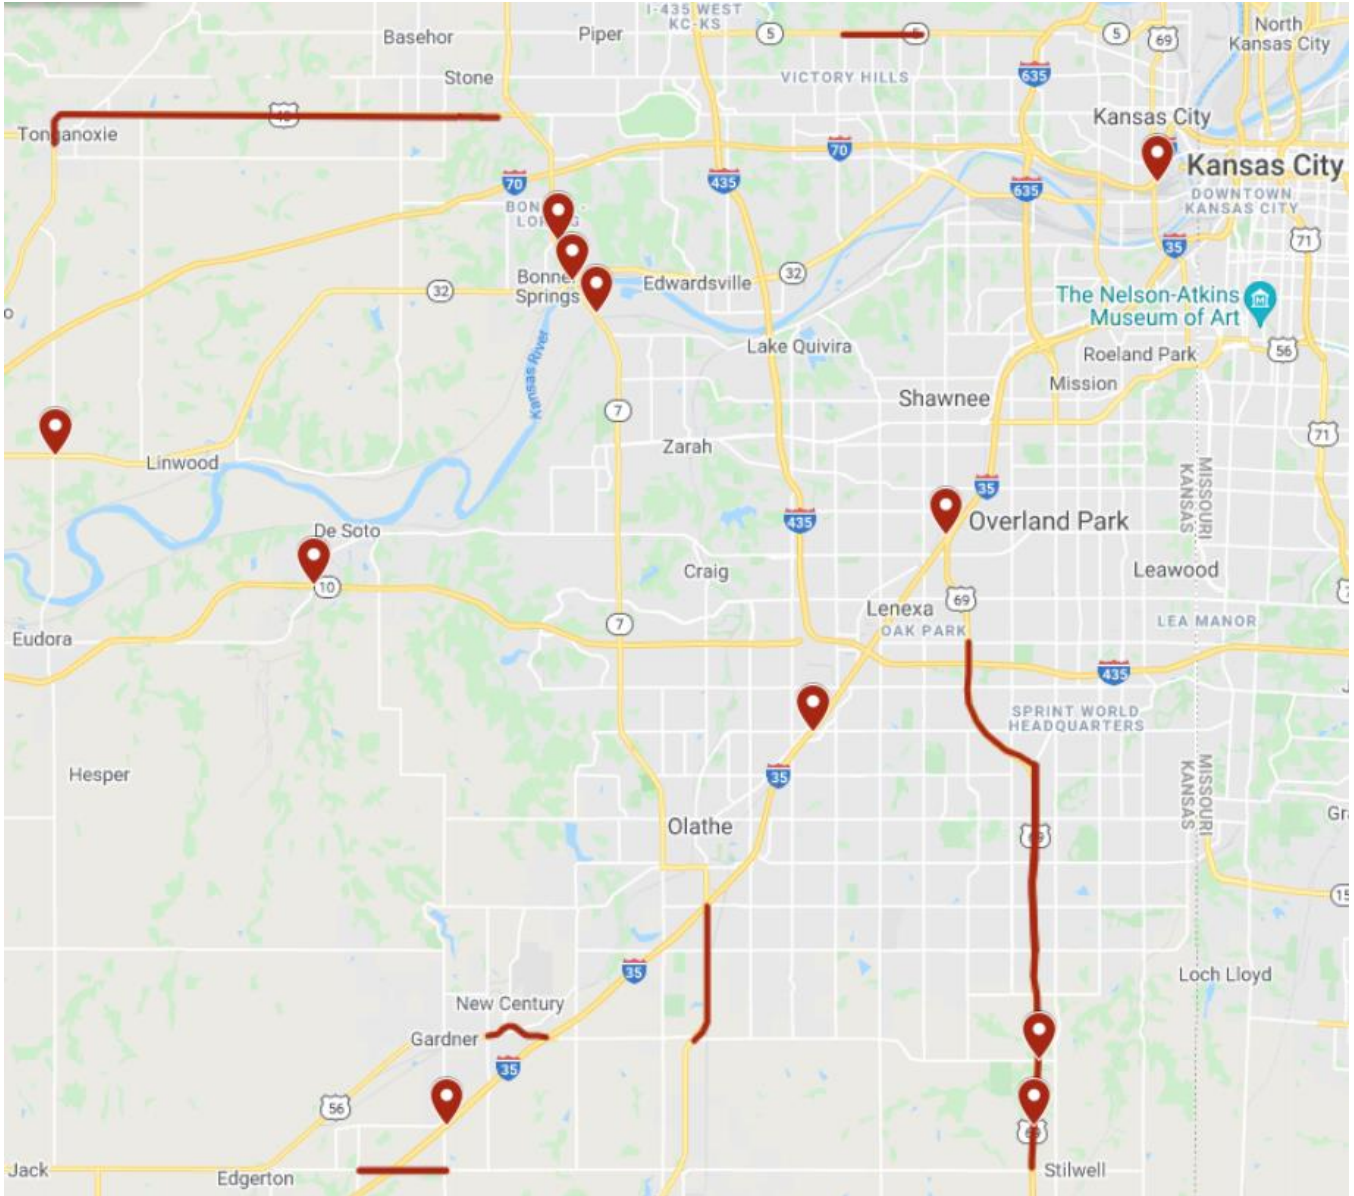 I-435 WEST
KC-KS
North
Kansas City
Basehor
Piper
5
5
5
69
Stone
VICTORY HILLS
635
Kansas City
Tonganoxie
70
Kansas City
70
435
635
DOWNTOWN
KANSAS CITY
35
71
32
Bonner
Springs
Edwardsville
32
The Nelson-Atkins
Museum of Art
Lake Quivira
Roeland Park
56
Kansas River
Mission
7
Shawnee
71
Zarah
Linwood
MISSOURI
KANSAS
35
435
Overland Park
De Soto
Craig
Leawood
10
69
Lenexa
OAK PARK
LEA MANOR
Eudora
7
435
SPRINT WORLD
HEADQUARTERS
Hesper
35
MISSOURI
KANSAS
Olathe
Gra
69
15
35
Loch Lloyd
New Century
Gardner
35
56
69
Jack
Edgerton
Stilwell